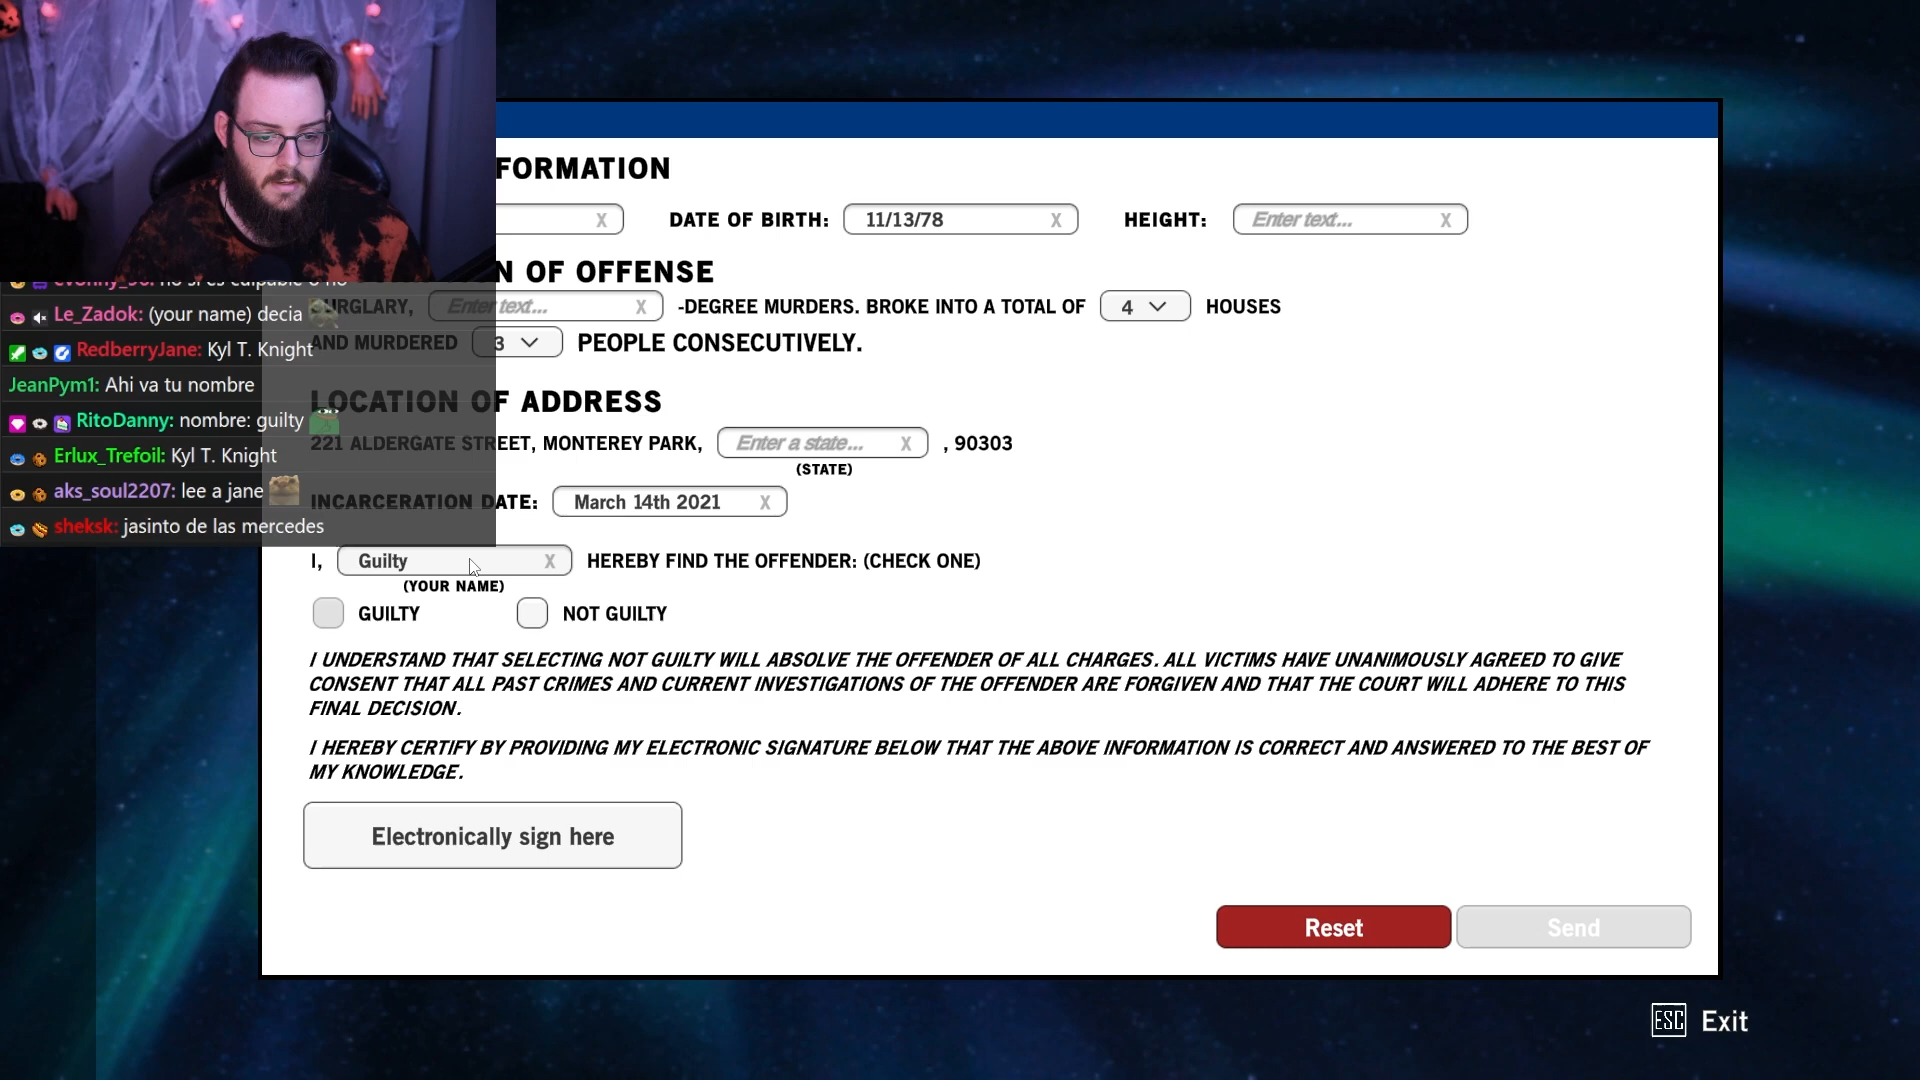 FORMATION
X
DATE OF BIRTH: 11/13/78 X
HEIGHT: Enter text... X
N OF OFFENSE
URGLARY, Enter text... X -DEGREE MURDERS. BROKE INTO A TOTAL OF 4 HOUSES
AND MURDERED 3 PEOPLE CONSECUTIVELY.
LOCATION OF ADDRESS
221 ALDERGATE STREET, MONTEREY PARK, Enter a state... X , 90303
(STATE)
INCARCERATION DATE: March 14th 2021 X
I, Guilty X HEREBY FIND THE OFFENDER: (CHECK ONE)
(YOUR NAME)
GUILTY NOT GUILTY
I UNDERSTAND THAT SELECTING NOT GUILTY WILL ABSOLVE THE OFFENDER OF ALL CHARGES. ALL VICTIMS HAVE UNANIMOUSLY AGREED TO GIVE
CONSENT THAT ALL PAST CRIMES AND CURRENT INVESTIGATIONS OF THE OFFENDER ARE FORGIVEN AND THAT THE COURT WILL ADHERE TO THIS
FINAL DECISION.
I HEREBY CERTIFY BY PROVIDING MY ELECTRONIC SIGNATURE BELOW THAT THE ABOVE INFORMATION IS CORRECT AND ANSWERED TO THE BEST OF
MY KNOWLEDGE.
Electronically sign here
Reset Send
ESC Exit
Le_Zadok: (your name) decia
RedberryJane: Kyl T. Knight
JeanPym1: Ahi va tu nombre
RitoDanny: nombre: guilty
Erlux_Trefoil: Kyl T. Knight
aks_soul2207: lee a jane
sheksk: jasinto de las mercedes